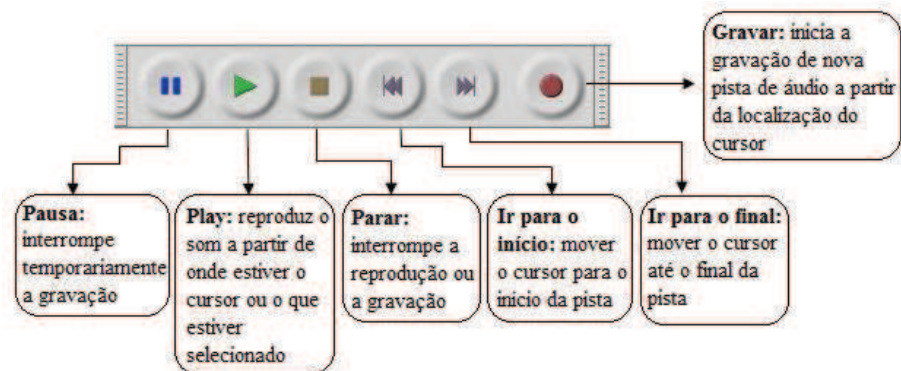 Gravar: inicia a
gravação de nova
pista de áudio a partir
da localização do
cursor
Pausa:
interrompe
temporariamente
a gravação
Play: reproduz o
som a partir de
onde estiver o
cursor ou o que
estiver
selecionado
Parar:
interrompe a
reprodução ou
a gravação
Ir para o
início: mover
o cursor para o
inicio da pista
Ir para o final:
mover o cursor
até o final da
pista